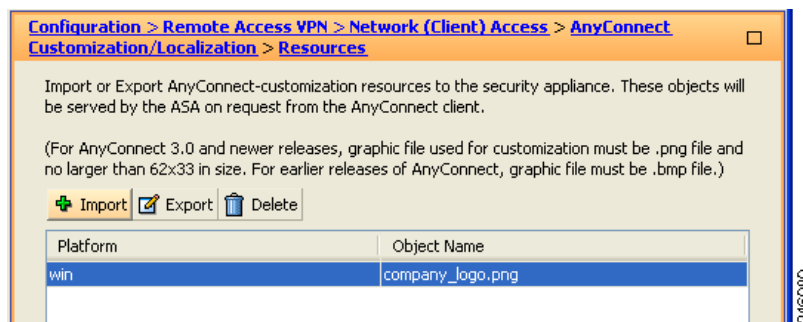 Configuration > Remote Access VPN > Network (Client) Access > AnyConnect
Customization/Localization > Resources
Import or Export AnyConnect-customization resources to the security appliance. These objects will
be served by the ASA on request from the AnyConnect client.
(For AnyConnect 3.0 and newer releases, graphic file used for customization must be .png file and
no larger than 62x33 in size. For earlier releases of AnyConnect, graphic file must be .bmp file.)
Import Export Delete
Platform Object Name
win company_logo.png